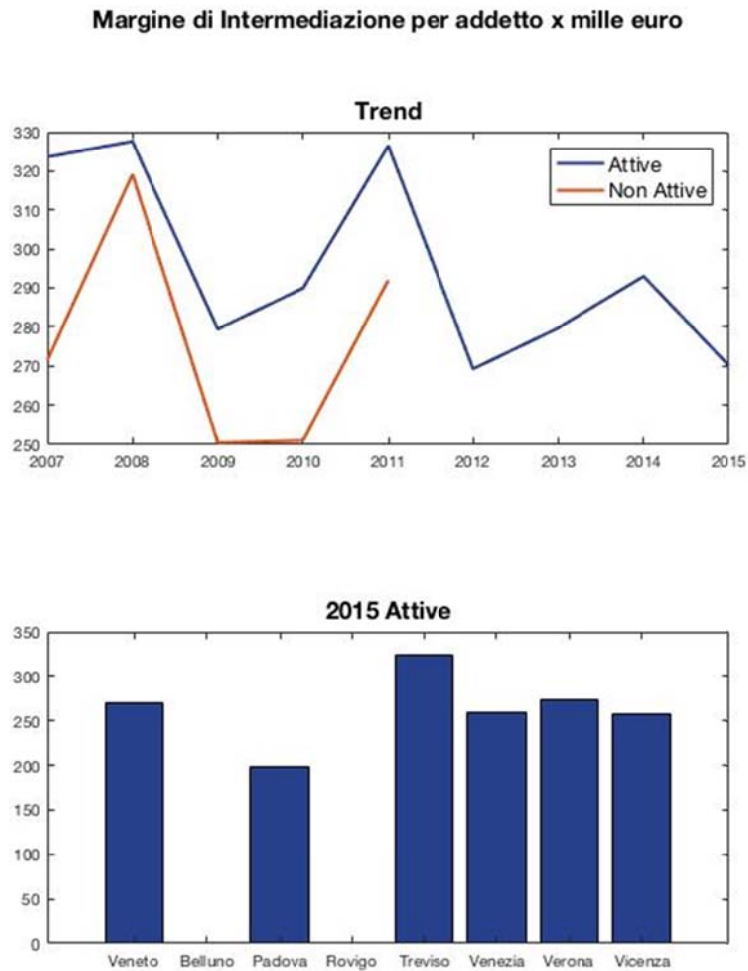 Margine di Intermediazione per addetto x mille euro
Trend
330
320
310
300
290
280
270
260
250
Attive
Non Attive
2007 2008 2009 2010 2011 2012 2013 2014 2015
2015 Attive
350
300
250
200
150
100
50
0
Veneto Belluno Padova Rovigo Treviso Venezia Verona Vicenza